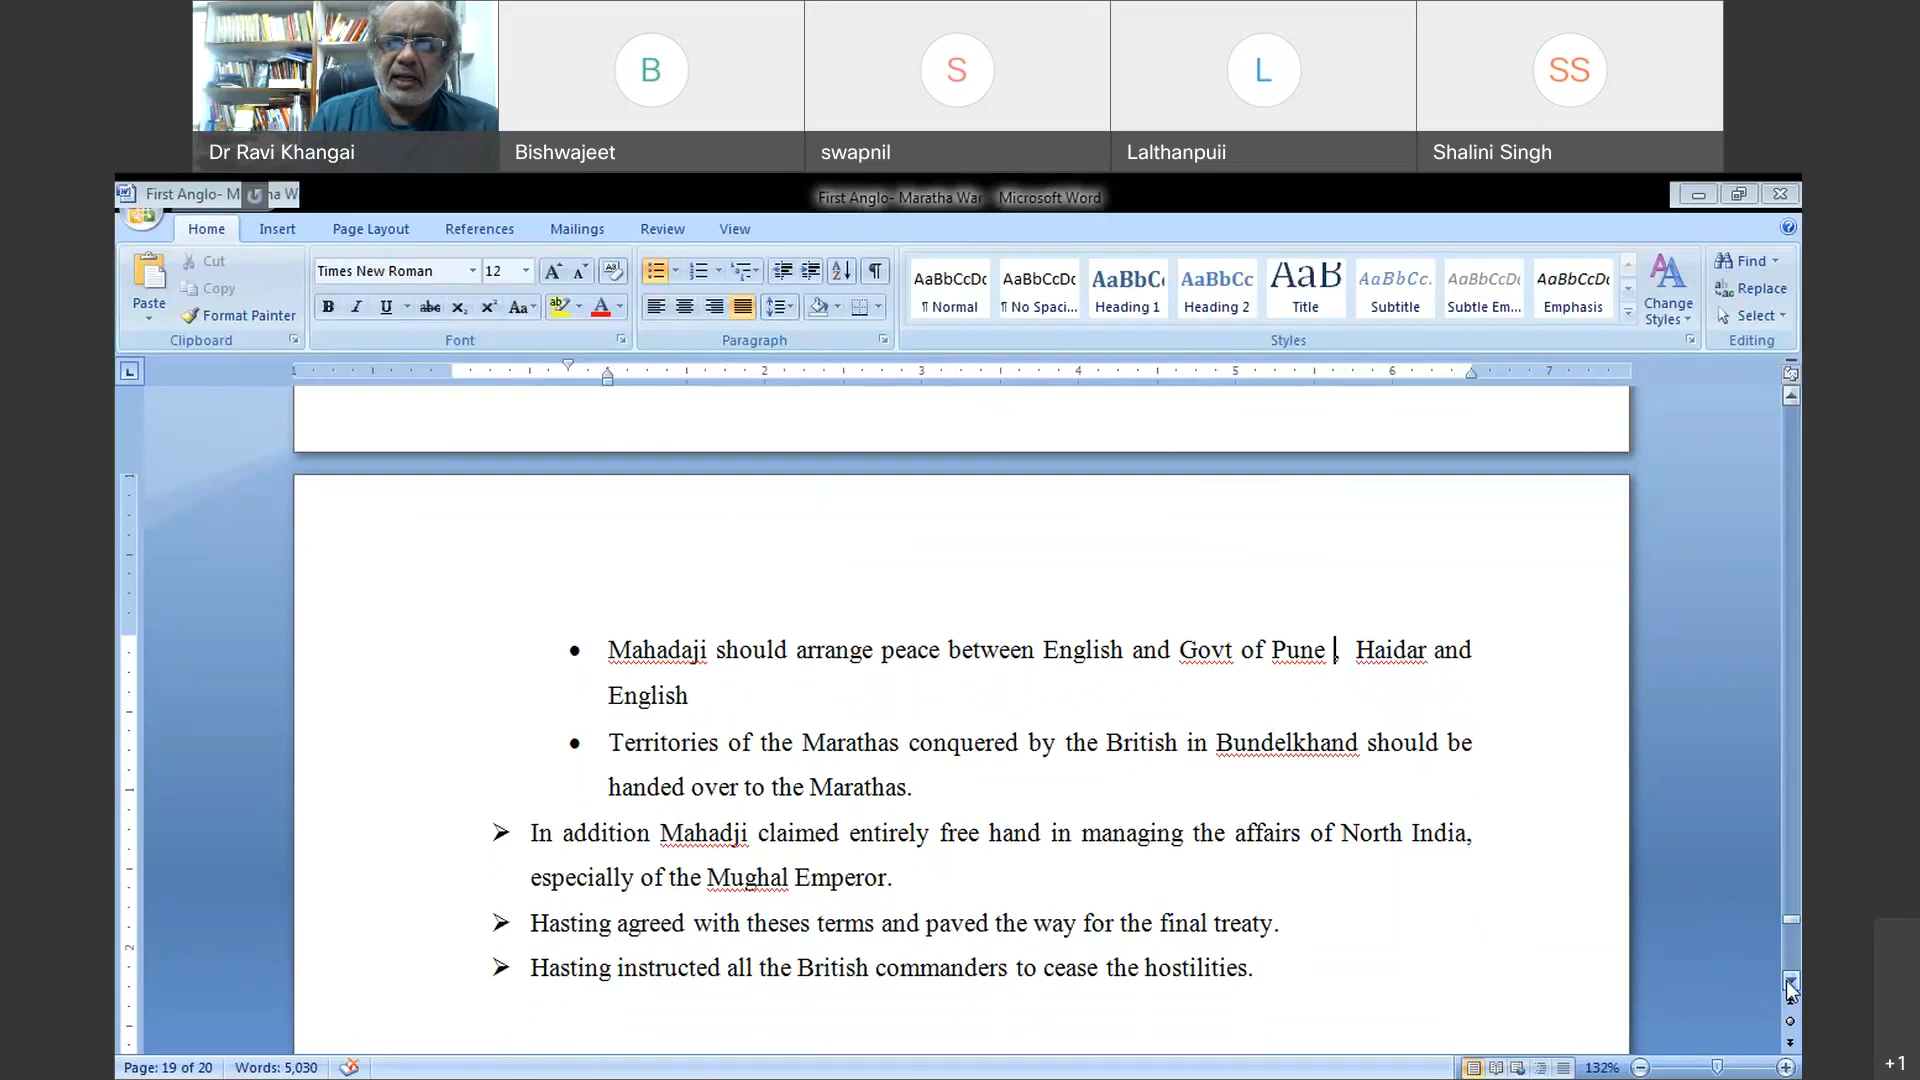 B
S
L
SS
Dr Ravi Khangai
Bishwajeet
swapnil
Lalthanpuii
Shalini Singh
First Anglo- Maratha War - Microsoft Word
Home Insert Page Layout References Mailings Review View
Cut
Copy
Format Painter
Paste
Clipboard
Times New Roman 12
Font
Paragraph
AaBbCcDc AaBbCcDc AaBbC AaBbCc AaB AaBbCc. AaBbCcDc AaBbCcDc
¶ Normal ¶ No Spaci... Heading 1 Heading 2 Title Subtitle Subtle Em... Emphasis
Change
Styles
Styles
Find
Replace
Select
Editing
1 2 3 4 5 6 7
• Mahadaji should arrange peace between English and Govt of Pune , Haidar and
English
• Territories of the Marathas conquered by the British in Bundelkhand should be
handed over to the Marathas.
➢ In addition Mahadji claimed entirely free hand in managing the affairs of North India,
especially of the Mughal Emperor.
➢ Hasting agreed with theses terms and paved the way for the final treaty.
➢ Hasting instructed all the British commanders to cease the hostilities.
Page: 19 of 20 Words: 5,030 132%
+1